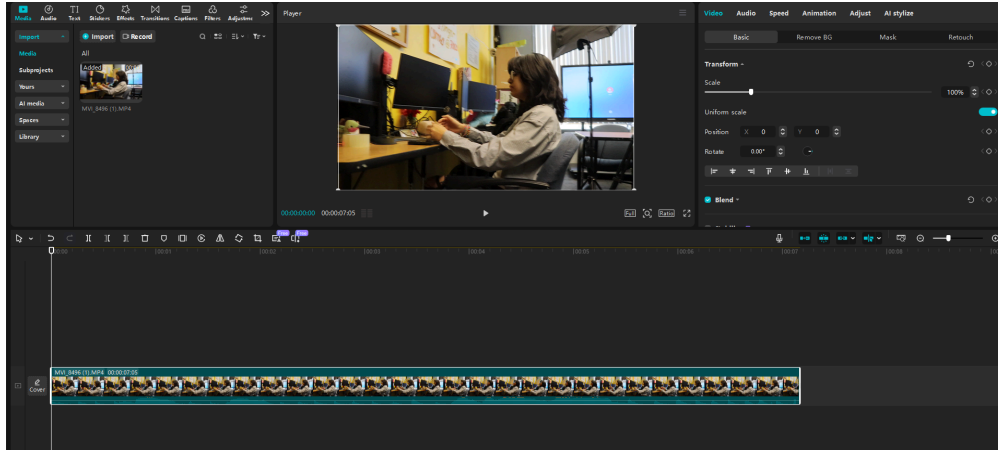 Media Audio Text Stickers Effects Transitions Captions Filters Adjustme
Import
Media
Subprojects
Yours
AI media
Spaces
Library
Import Record
All
Added
MVI_8496 (1).MP4
Player
00:00:00:00 00:00:07:05
Full Ratio
Video Audio Speed Animation Adjust AI stylize
Basic Remove BG Mask Retouch
Transform
Scale
100%
Uniform scale
Position X 0 Y 0
Rotate 0.00°
Blend
Free Free
00:00 00:01 00:02 00:03 00:04 00:05 00:06 00:07 00:08
Cover
MVI_8496 (1).MP4 00:00:07:05